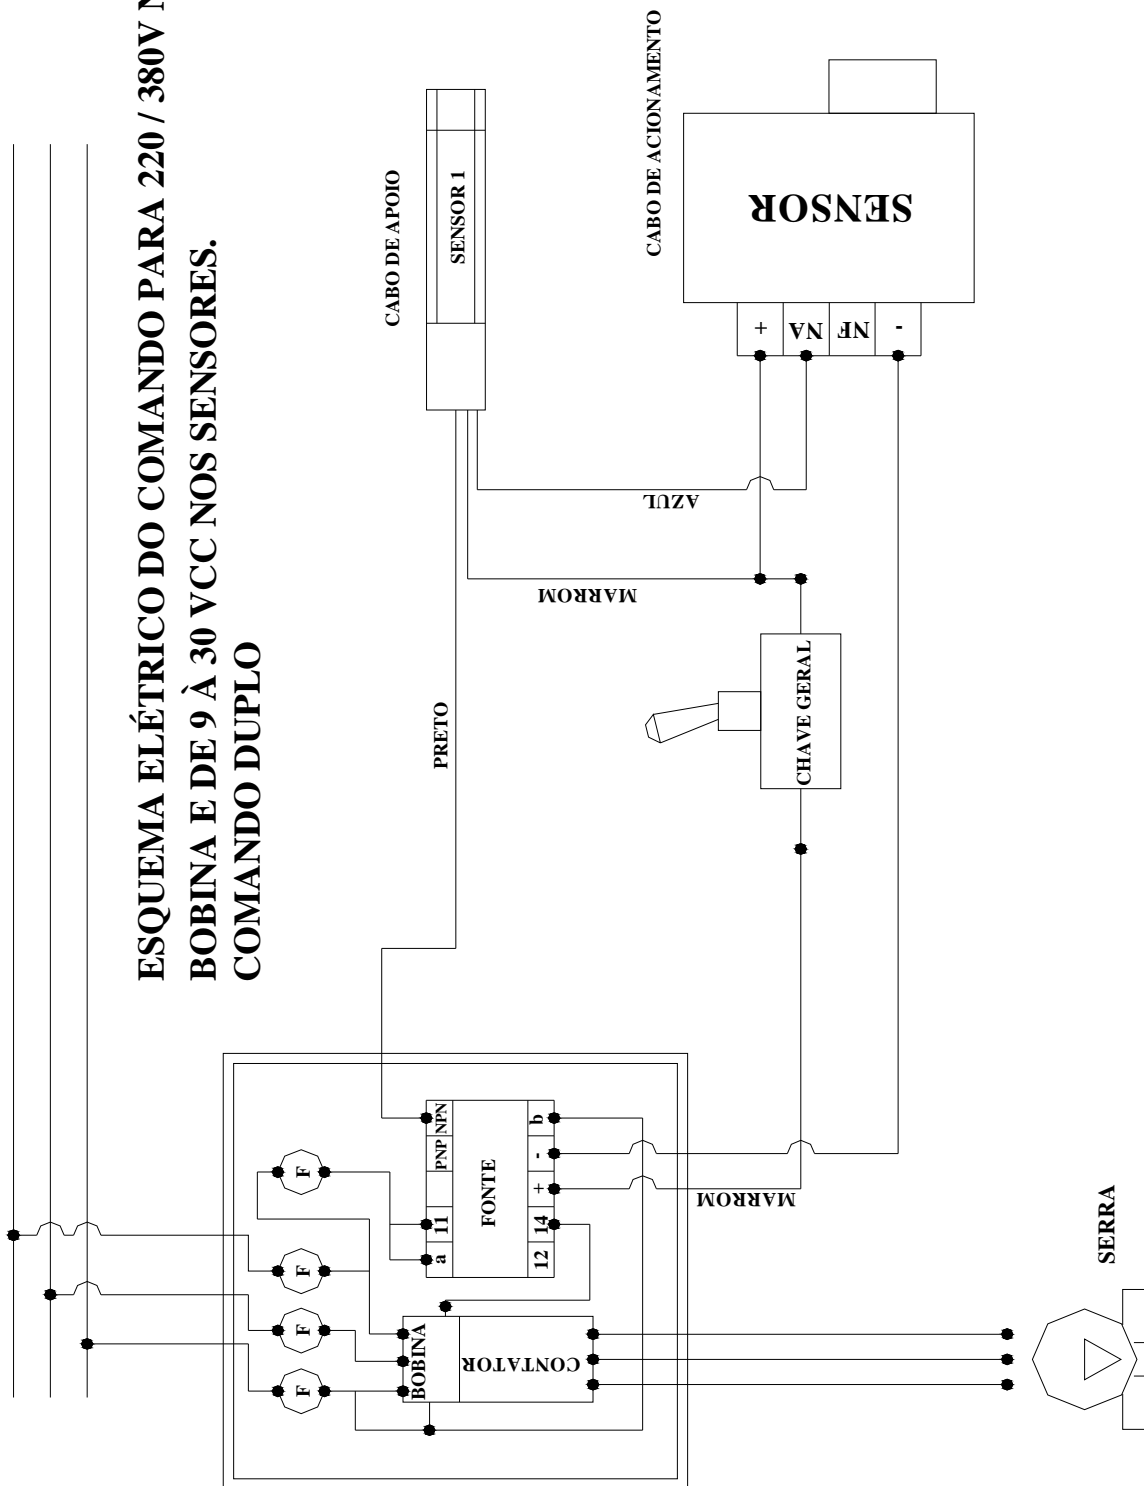 ESQUEMA ELÉTRICO DO COMANDO PARA 220 / 380V
BOBINA E DE 9 À 30 VCC NOS SENSORES.
COMANDO DUPLO
CABO DE APOIO
SENSOR 1
CABO DE ACIONAMENTO
SENSOR
+
NA
NF
-
AZUL
MARROM
PRETO
CHAVE GERAL
F
F
F
F
a
11
PNP
NPN
FONTE
12
14
+
-
b
MARROM
BOBINA
CONTATOR
SERRA